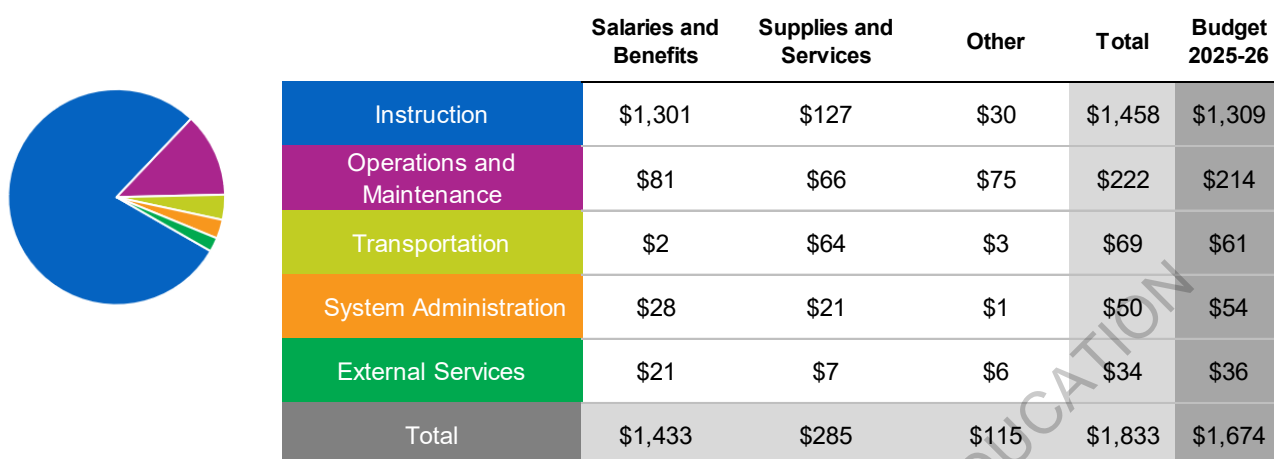 Salaries and Benefits Supplies and Services Other Total Budget 2025-26
Instruction $1,301 $127 $30 $1,458 $1,309
Operations and Maintenance $81 $66 $75 $222 $214
Transportation $2 $64 $3 $69 $61
System Administration $28 $21 $1 $50 $54
External Services $21 $7 $6 $34 $36
Total $1,433 $285 $115 $1,833 $1,674